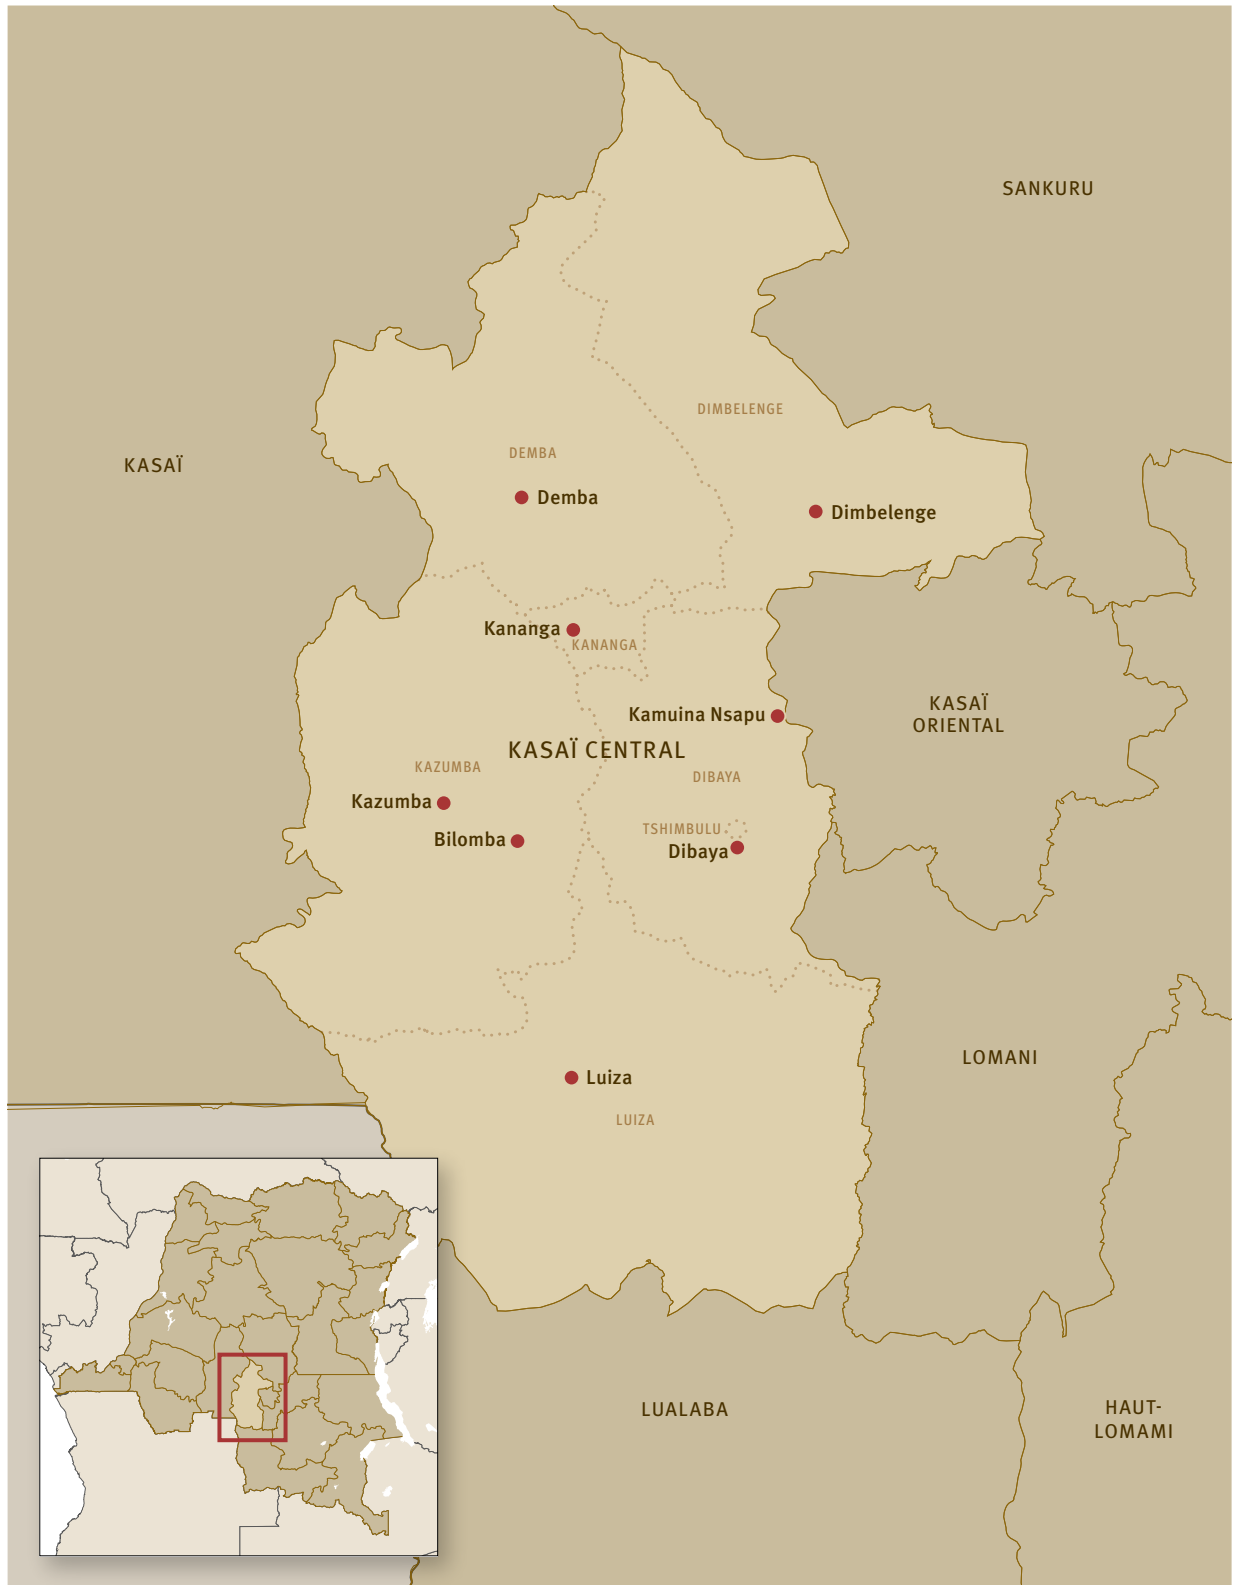 SANKURU
DIMBELENGE
DEMBA
KASAÏ
Demba
Dimbelenge
Kananga
KANANGA
KASAÏ
ORIENTAL
Kamuina Nsapu
KASAÏ CENTRAL
KAZUMBA
DIBAYA
Kazumba
TSHIMBULU
Bilomba
Dibaya
LOMANI
Luiza
LUIZA
LUALABA
HAUT-
LOMAMI